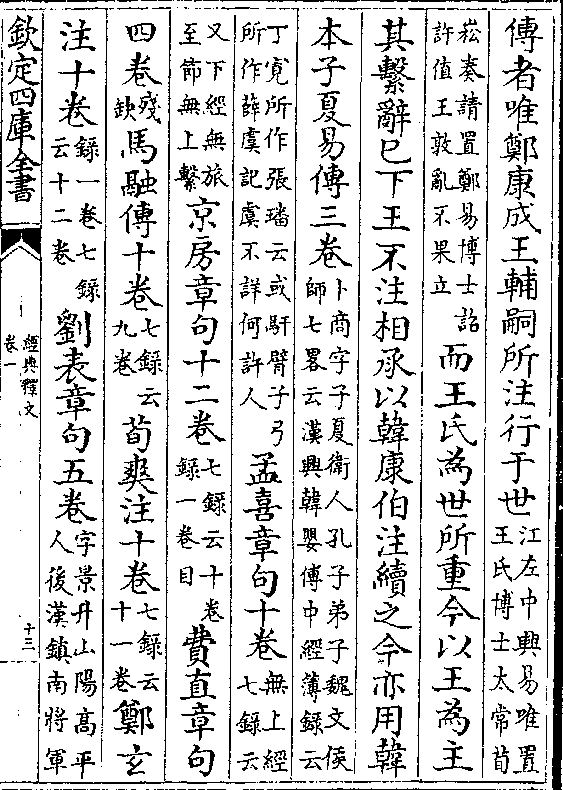 傳者唯鄭康成王輔嗣所注行于世江左中興易唯置王氏博士太常荀
崧奏請置鄭易博士詔許值王敦亂不果立而王氏為世所重今以王為主
其繫辭已下王不注相承以韓康伯注續之今亦用韓
本子夏易傳三卷卜商字子夏衛人孔子弟子魏文侯師七畧云漢興韓嬰傳中經薄録云
丁寛所作張璠云或馯臂子弓所作薛虞記虞不詳何許人孟喜章句十卷無上經七録云
又下經無旅至節無上繫京房章句十二卷七録云十卷録一卷目費直章句
四卷殘缺馬融傳十卷七録云九卷荀爽注十卷七録云十一卷鄭玄
注十卷録一卷七録云十二卷劉表章句五卷字景升山陽高平人後漢鎮南將軍
欽定四庫全書
經典釋文
卷一
十三